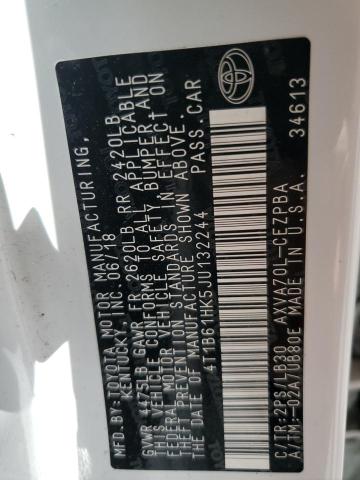 MFD.BY:TOYOTA MOTOR MANUFACTURING,
KENTUCKY, INC. 06/18
GVWR 4475LB GWR FR 2620LB RR 2420LB
THIS VEHICLE CONFORMS TO ALL APPLICABLE
FEDERAL MOTOR VEHICLE SAFETY, BUMPER AND
THEFT PREVENTION STANDARDS IN EFFECT ON
THE DATE OF MANUFACTURE SHOWN ABOVE.
4T1B61HK5JU132244 PASS. CAR
C/TR:2PS/LB30 AXVA70L-CEZPBA
A/TM:-02A/UB80E MADE IN U.S.A. 34613